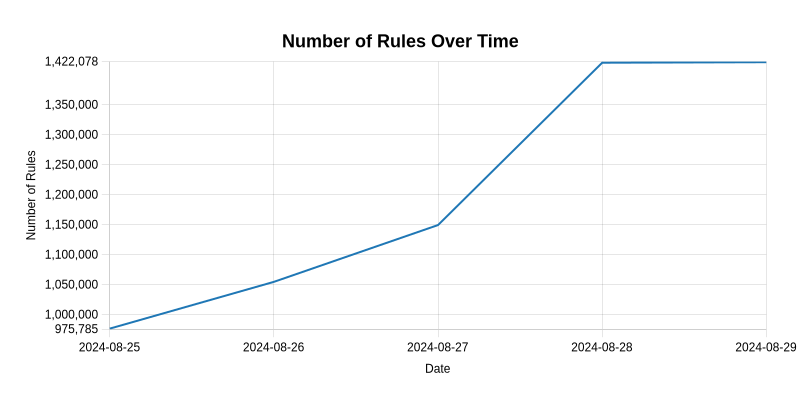 Number of Rules Over Time
1,422,078
1,350,000
1,300,000
1,250,000
1,200,000
1,150,000
1,100,000
1,050,000
1,000,000
975,785
Number of Rules
2024-08-25 2024-08-26 2024-08-27 2024-08-28 2024-08-29
Date